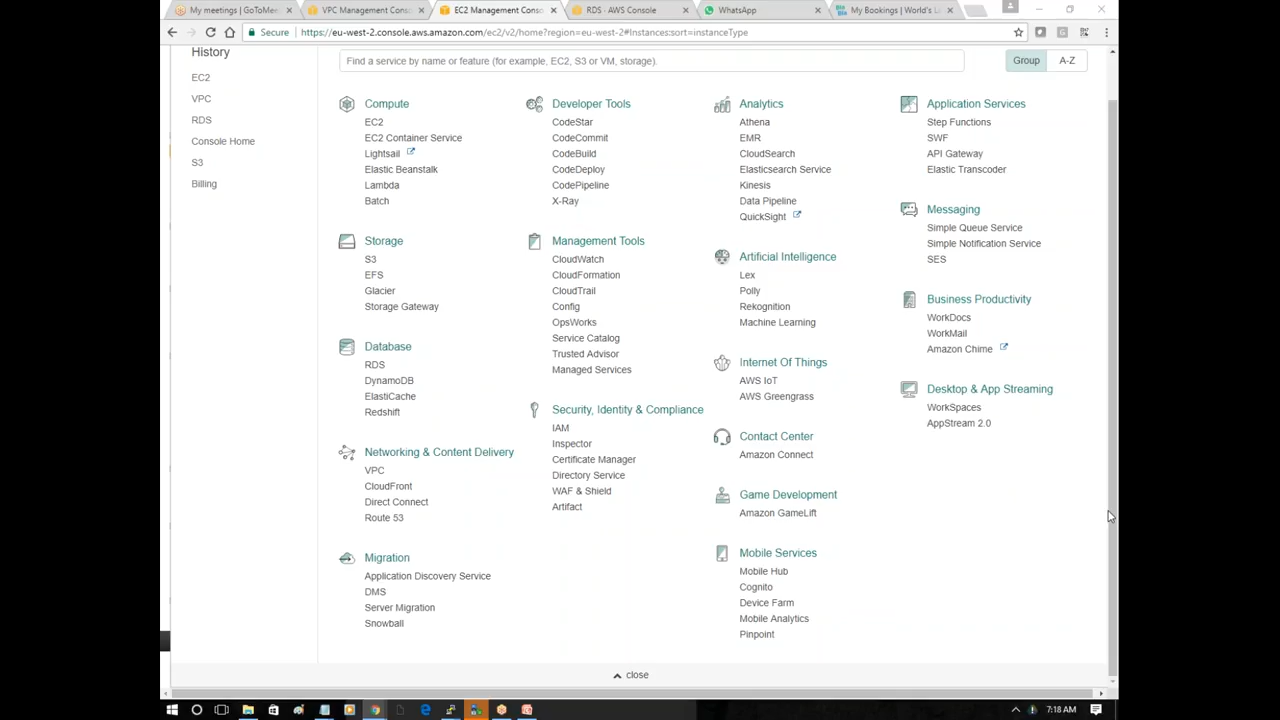 My meetings | GoToMee
VPC Management Conso
EC2 Management Conso
RDS - AWS Console
WhatsApp
My Bookings | World's L
Secure
https://eu-west-2.console.aws.amazon.com/ec2/v2/home?region=eu-west-2#Instances:sort=instanceType
History
EC2
VPC
RDS
Console Home
S3
Billing
Find a service by name or feature (for example, EC2, S3 or VM, storage).
Group
A-Z
Compute
EC2
EC2 Container Service
Lightsail
Elastic Beanstalk
Lambda
Batch
Storage
S3
EFS
Glacier
Storage Gateway
Database
RDS
DynamoDB
ElastiCache
Redshift
Networking & Content Delivery
VPC
CloudFront
Direct Connect
Route 53
Migration
Application Discovery Service
DMS
Server Migration
Snowball
Developer Tools
CodeStar
CodeCommit
CodeBuild
CodeDeploy
CodePipeline
X-Ray
Management Tools
CloudWatch
CloudFormation
CloudTrail
Config
OpsWorks
Service Catalog
Trusted Advisor
Managed Services
Security, Identity & Compliance
IAM
Inspector
Certificate Manager
Directory Service
WAF & Shield
Artifact
Analytics
Athena
EMR
CloudSearch
Elasticsearch Service
Kinesis
Data Pipeline
QuickSight
Artificial Intelligence
Lex
Polly
Rekognition
Machine Learning
Internet Of Things
AWS IoT
AWS Greengrass
Contact Center
Amazon Connect
Game Development
Amazon GameLift
Mobile Services
Mobile Hub
Cognito
Device Farm
Mobile Analytics
Pinpoint
Application Services
Step Functions
SWF
API Gateway
Elastic Transcoder
Messaging
Simple Queue Service
Simple Notification Service
SES
Business Productivity
WorkDocs
WorkMail
Amazon Chime
Desktop & App Streaming
WorkSpaces
AppStream 2.0
close
7:18 AM